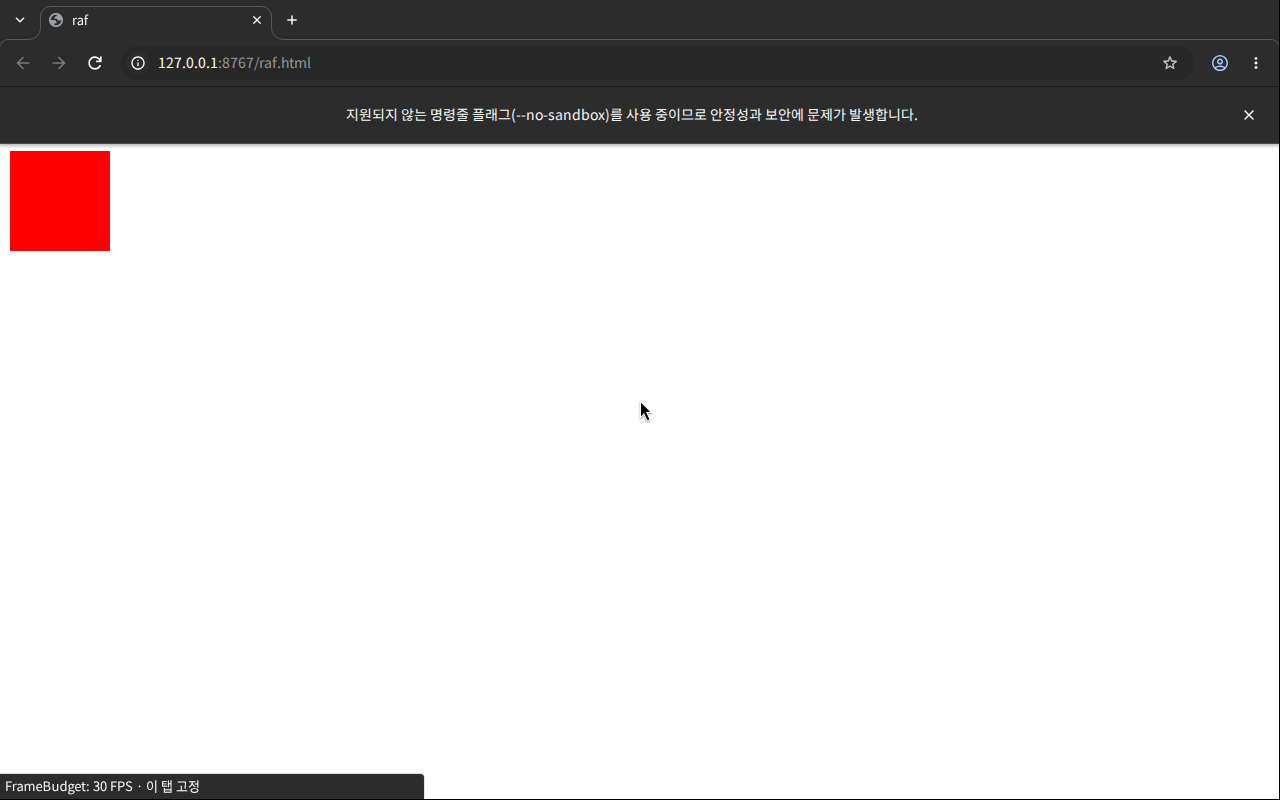 raf
127.0.0.1:8767/raf.html
지원되지 않는 명령줄 플래그(--no-sandbox)를 사용 중이므로 안정성과 보안에 문제가 발생합니다.
FrameBudget: 30 FPS · 이 탭 고정